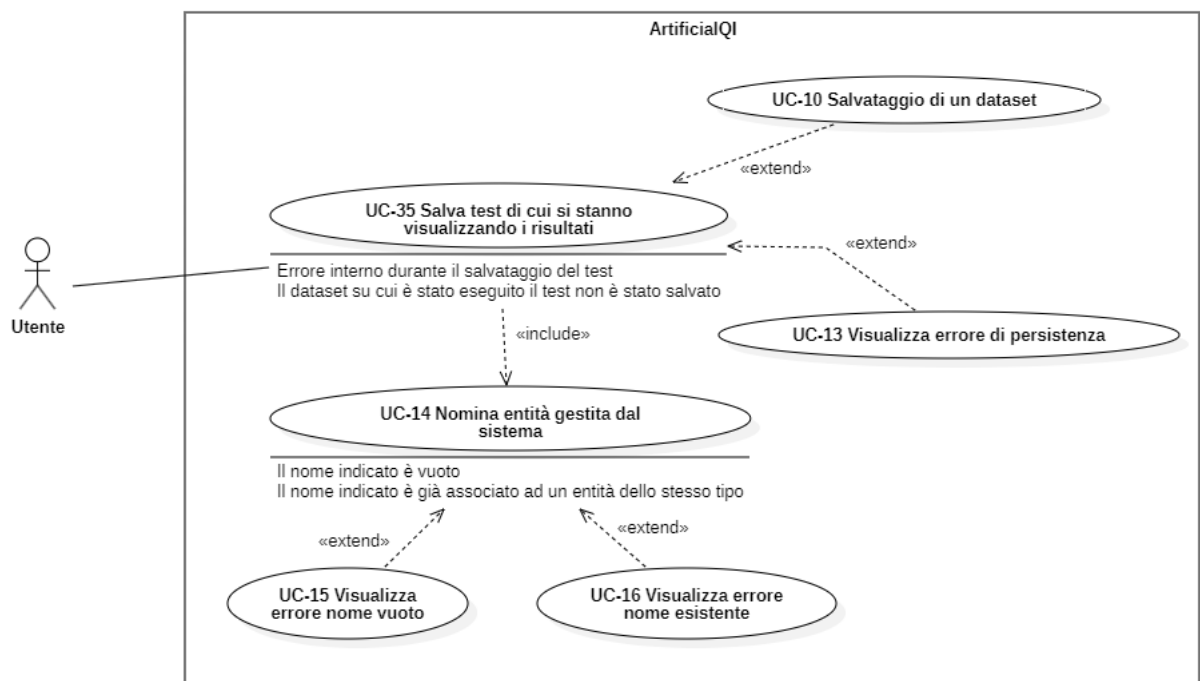 ArtificialQI
UC-10 Salvataggio di un dataset
«extend»
UC-35 Salva test di cui si stanno
visualizzando i risultati
«extend»
Errore interno durante il salvataggio del test
Il dataset su cui è stato eseguito il test non è stato salvato
Utente
«include»
UC-13 Visualizza errore di persistenza
UC-14 Nomina entità gestita dal
sistema
Il nome indicato è vuoto
Il nome indicato è già associato ad un entità dello stesso tipo
«extend»
«extend»
UC-15 Visualizza
errore nome vuoto
UC-16 Visualizza errore
nome esistente